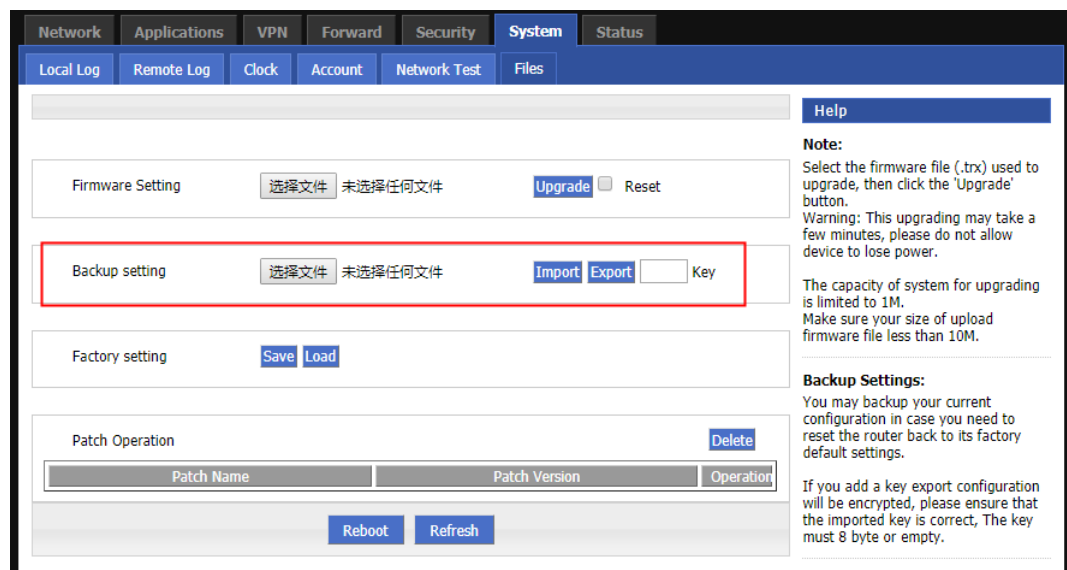 Network Applications VPN Forward Security System Status
Local Log Remote Log Clock Account Network Test Files
Help
Note:
Select the firmware file (.trx) used to
upgrade, then click the 'Upgrade'
button.
Warning: This upgrading may take a
few minutes, please do not allow
device to lose power.
The capacity of system for upgrading
is limited to 1M.
Make sure your size of upload
firmware file less than 10M.
Backup Settings:
You may backup your current
configuration in case you need to
reset the router back to its factory
default settings.
If you add a key export configuration
will be encrypted, please ensure that
the imported key is correct, The key
must 8 byte or empty.
Firmware Setting 选择文件 未选择任何文件 Upgrade Reset
Backup setting 选择文件 未选择任何文件 Import Export Key
Factory setting Save Load
Patch Operation Delete
Patch Name Patch Version Operation
Reboot Refresh